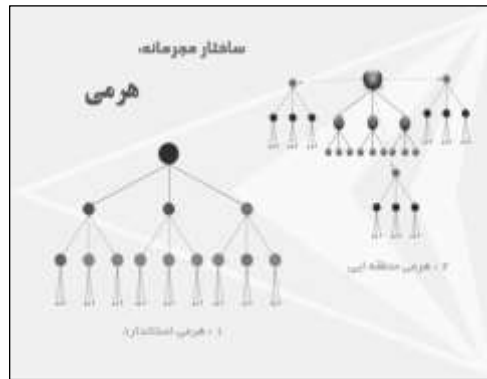 ساختار مجرمانه:
هرمی
۲ : هرمی منطقه ایی
۱ : هرمی استاندارد